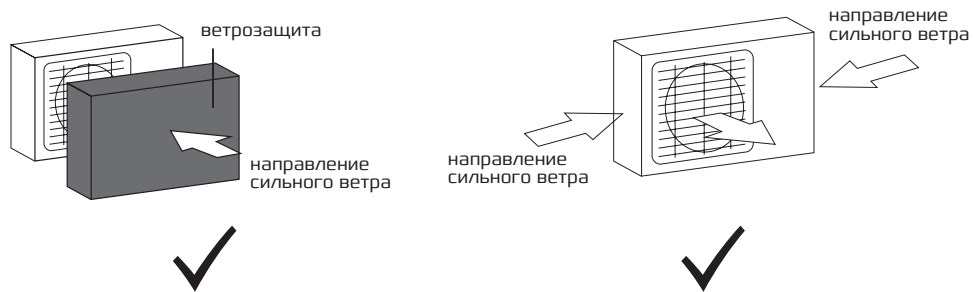 ветрозащита
направление
сильного ветра
направление
сильного ветра
направление
сильного ветра